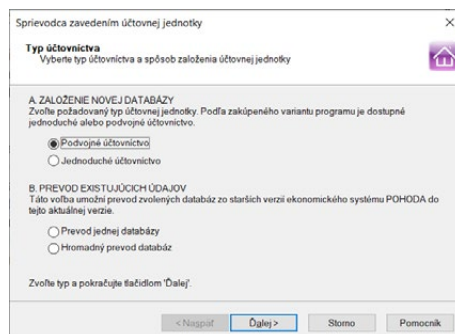 Sprievodca zavedením účtovnej jednotky
Typ účtovníctva
Vyberte typ účtovníctva a spôsob založenia účtovnej jednotky
A. ZALOŽENIE NOVEJ DATABÁZY
Zvoľte požadovaný typ účtovnej jednotky. Podľa zakúpeného variantu programu je dostupné
jednoduché alebo podvojné účtovníctvo.
Podvojné účtovníctvo
Jednoduché účtovníctvo
B. PREVOD EXISTUJÚCICH ÚDAJOV
Táto voľba umožní prevod zvolených databáz zo starších verzií ekonomického systému POHODA do
tejto aktuálnej verzie.
Prevod jednej databázy
Hromadný prevod databáz
Zvoľte typ a pokračujte tlačidlom 'Ďalej'.
< Naspäť
Ďalej >
Storno
Pomocník